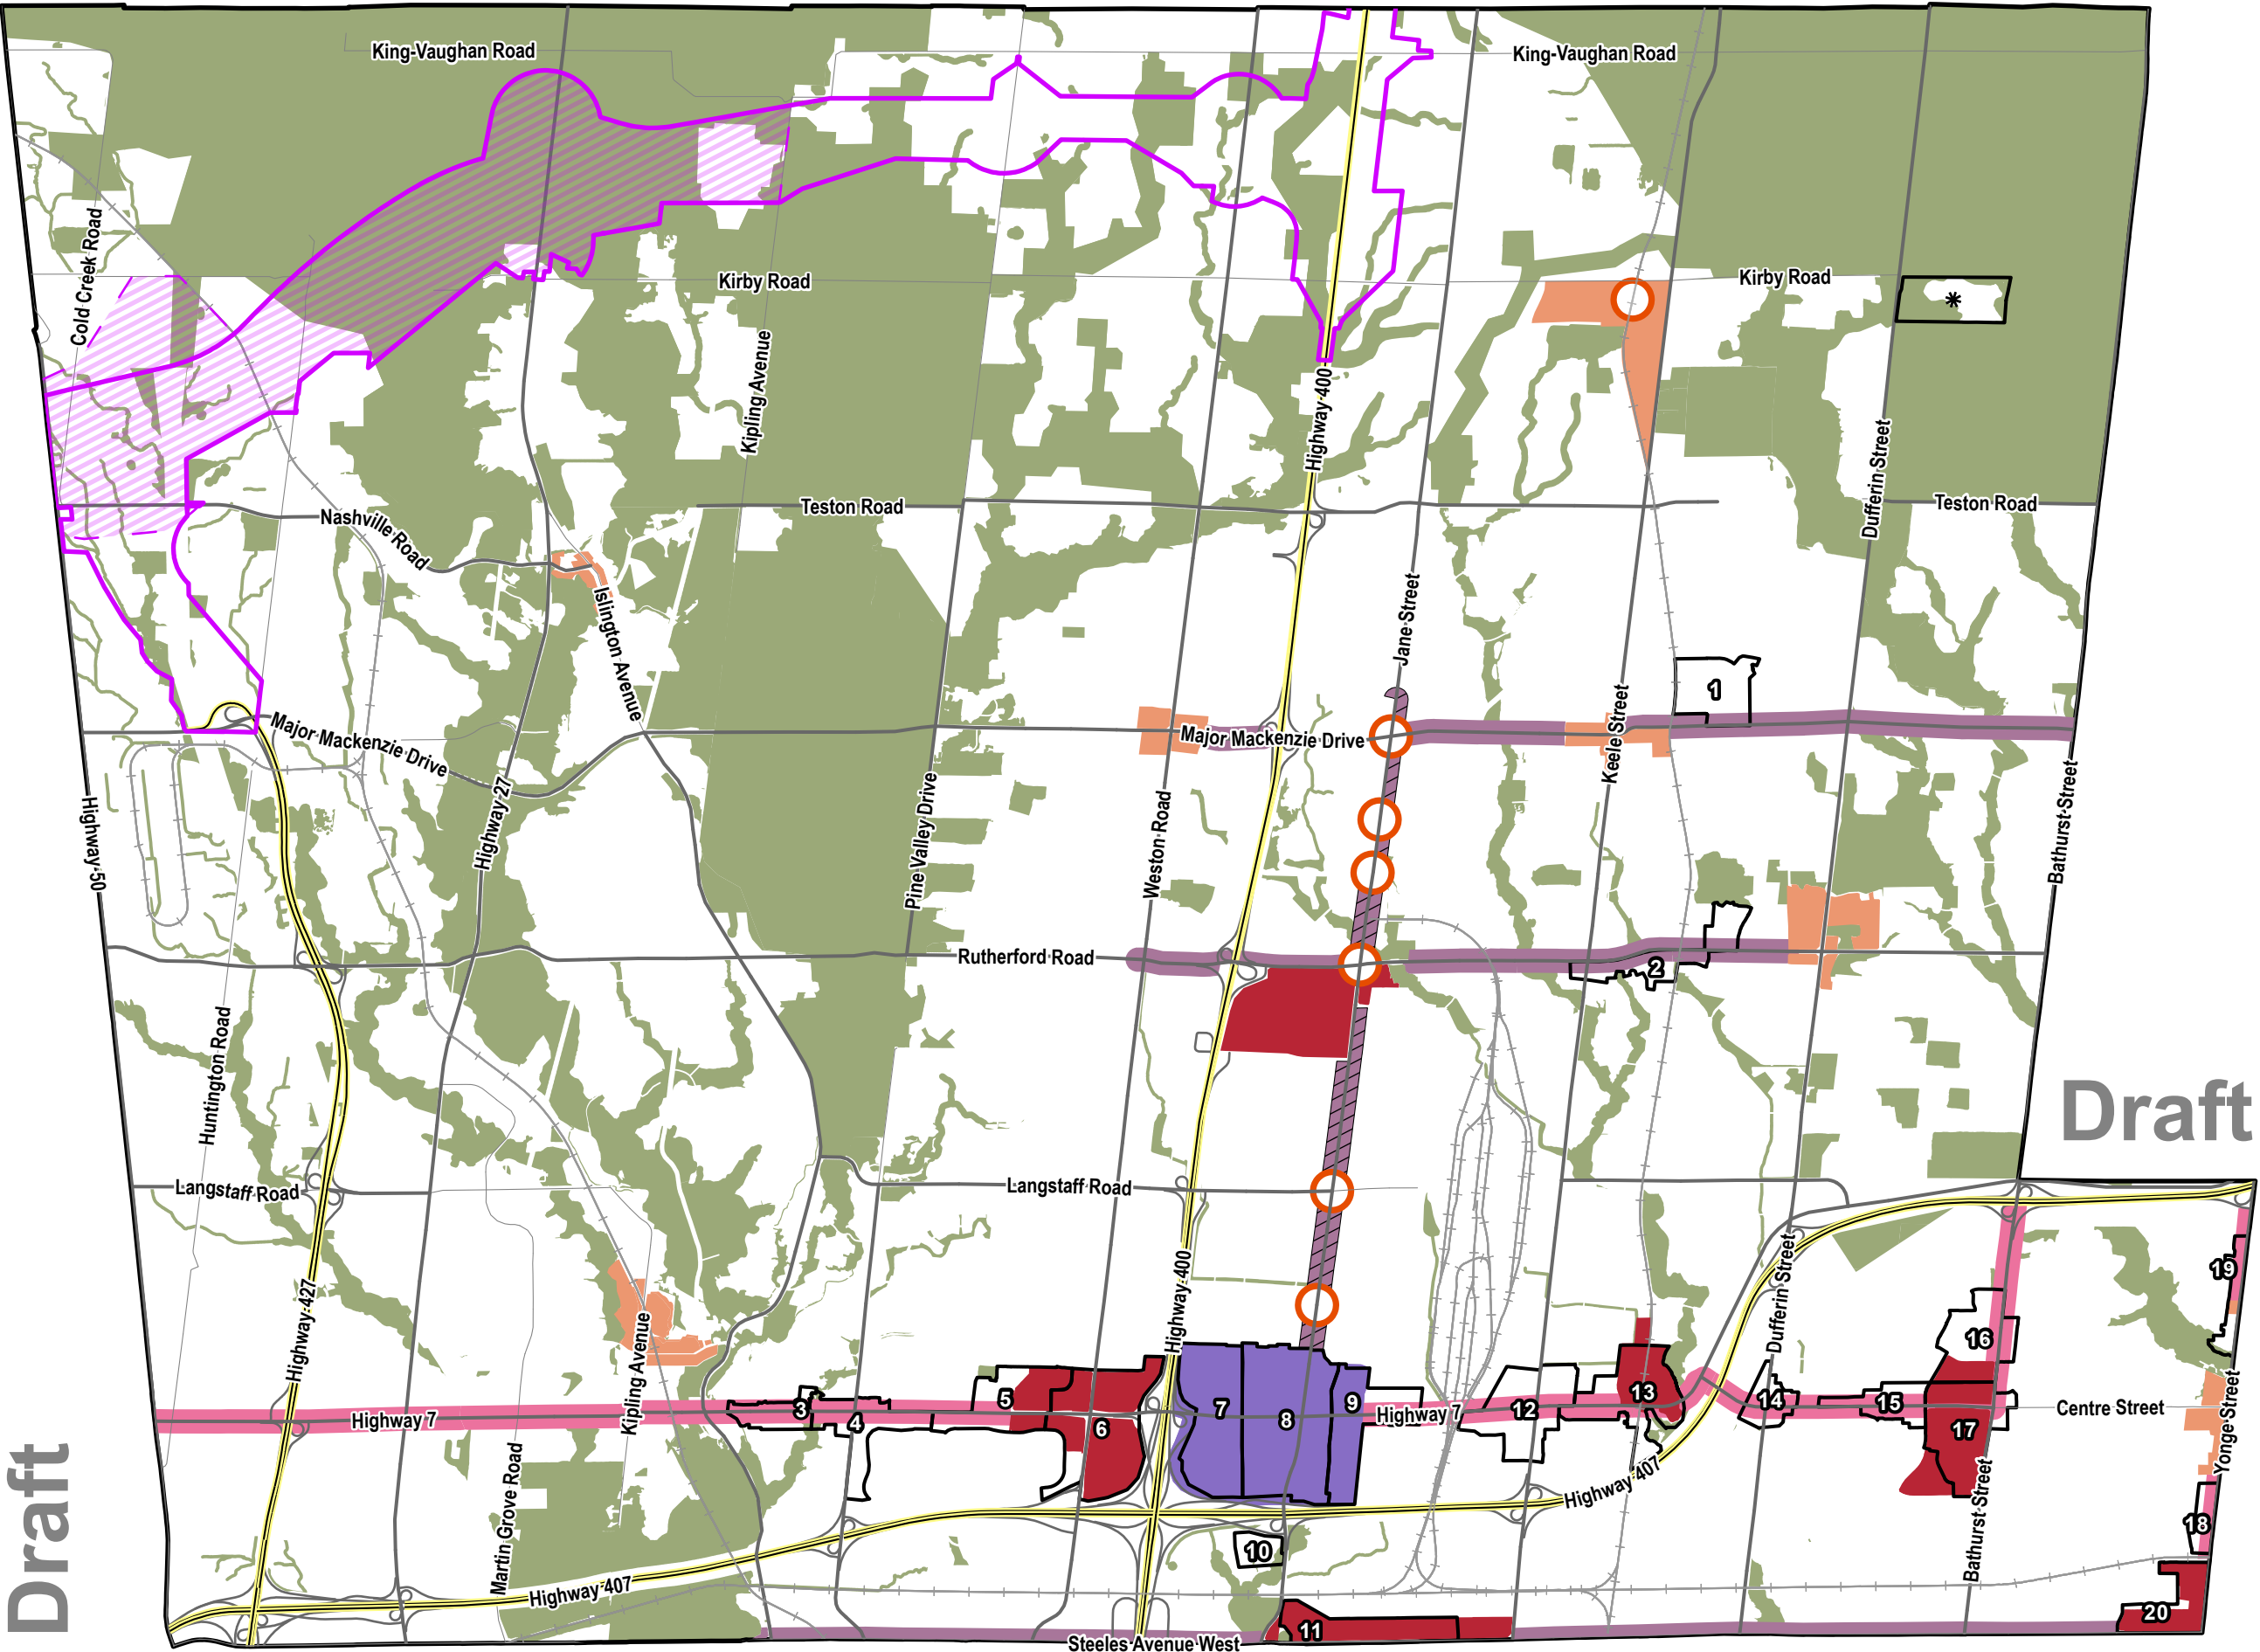 King-Vaughan Road
King-Vaughan Road
Cold Creek Road
Kirby Road
Kirby Road
*
Kipling Avenue
Highway 400
Dufferin Street
Teston Road
Teston Road
Nashville Road
Islington Avenue
Jane Street
1
Major Mackenzie Drive
Major Mackenzie Drive
Keele Street
Highway 50
Highway 27
Pine Valley Drive
Weston Road
Bathurst Street
Rutherford Road
2
Huntington Road
Draft
Langstaff Road
Langstaff Road
Highway 427
Highway 400
Dufferin Street
19
16
Kipling Avenue
Highway 7
3
4
5
6
7
8
9
Highway 7
12
13
14
15
17
Centre Street
Yonge Street
Draft
Martin Grove Road
Highway 407
Highway 407
10
Bathurst Street
18
11
20
Steeles Avenue West